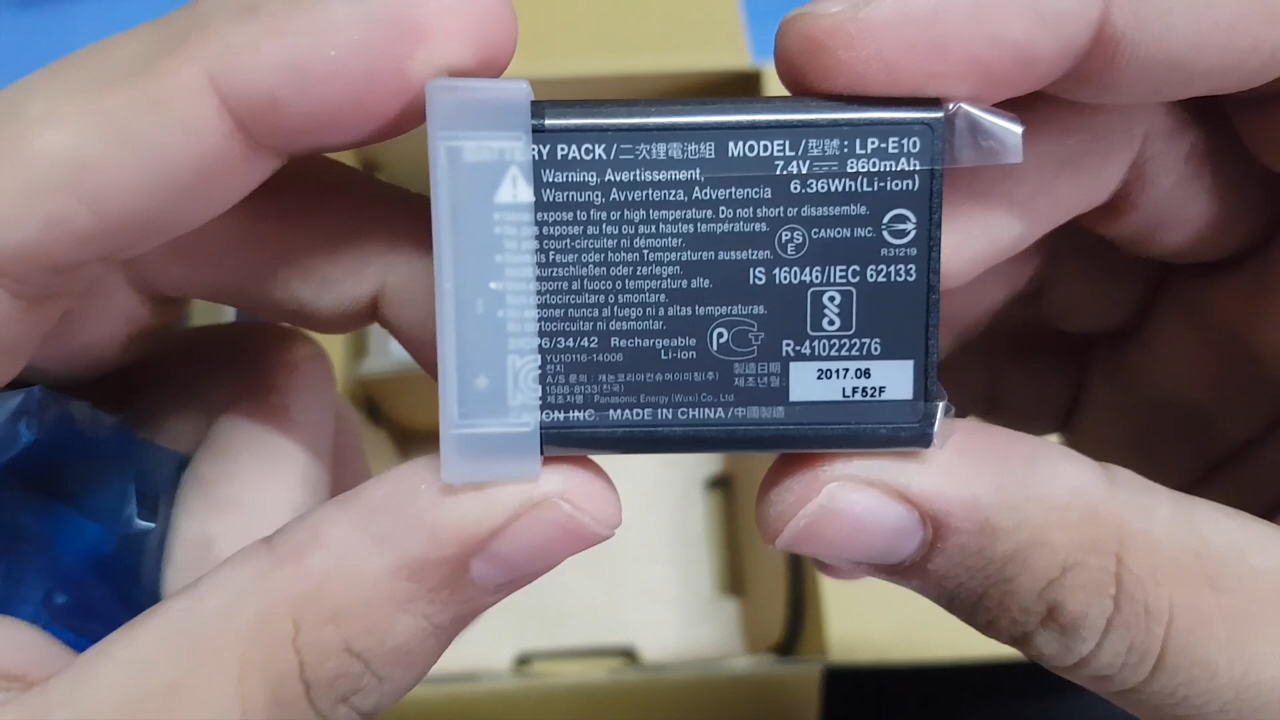 BATTERY PACK/二次鋰電池組 MODEL/型號: LP-E10
7.4V 860mAh
6.36Wh(Li-ion)
Warning, Avertissement,
Warnung, Avvertenza, Advertencia
expose to fire or high temperature. Do not short or disassemble.
pas exposer au feu ou aux hautes températures.
Ne pas court-circuiter ni démonter.
Niemals Feuer oder hohen Temperaturen aussetzen.
kurzschließen oder zerlegen.
esporre al fuoco o temperature alte.
cortocircuitare o smontare.
exponer nunca al fuego ni a altas temperaturas.
cortocircuitar ni desmontar.
PSE CANON INC.
R31219
IS 16046/IEC 62133
R-41022276
P6/34/42 Rechargeable
Li-ion
PCT
YU10116-14006
전지
A/S 문의 : 캐논코리아컨슈머이미징(주)
1588-8133(전국)
제조자명 : Panasonic Energy (Wuxi) Co., Ltd.
製造日期
제조년월:
2017.06
LF52F
CANON INC. MADE IN CHINA/中國製造